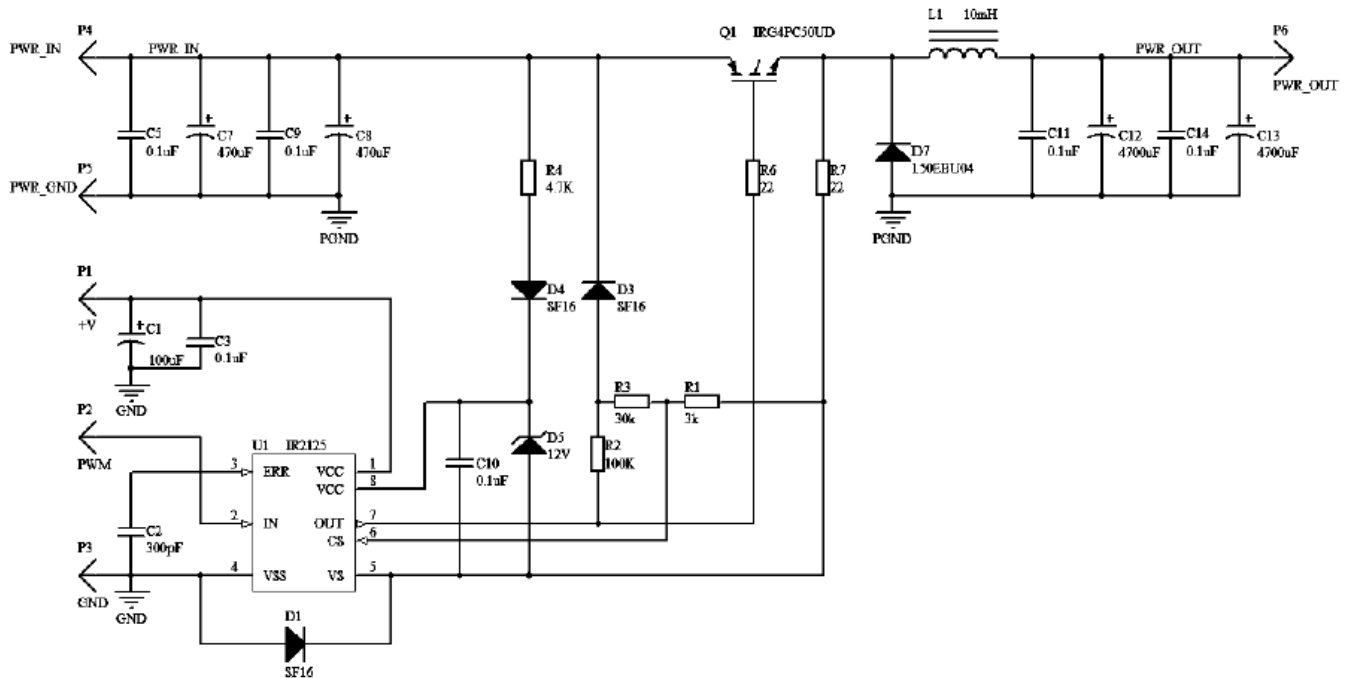 P4
PWR_IN
PWR_IN
Q1 IRG4PC50UD
L1 10mH
PWR_OUT
P6
PWR_OUT
C5
0.1uF
C7
470uF
C9
0.1uF
C8
470uF
C11
0.1uF
C12
4700uF
C14
0.1uF
C13
4700uF
P5
PWR_GND
PGND
R4
4.7K
R6
22
R7
22
D7
150EBU04
PGND
P1
+V
C1
100uF
C3
0.1uF
GND
D4
SF16
D3
SF16
R3
30k
R1
3k
P2
PWM
U1 IR2125
3 ERR VCC 1
VCC 8
2 IN OUT 7
CS 6
4 VSS VS 5
C10
0.1uF
D5
12V
R2
100K
C2
300pF
P3
GND
GND
D1
SF16